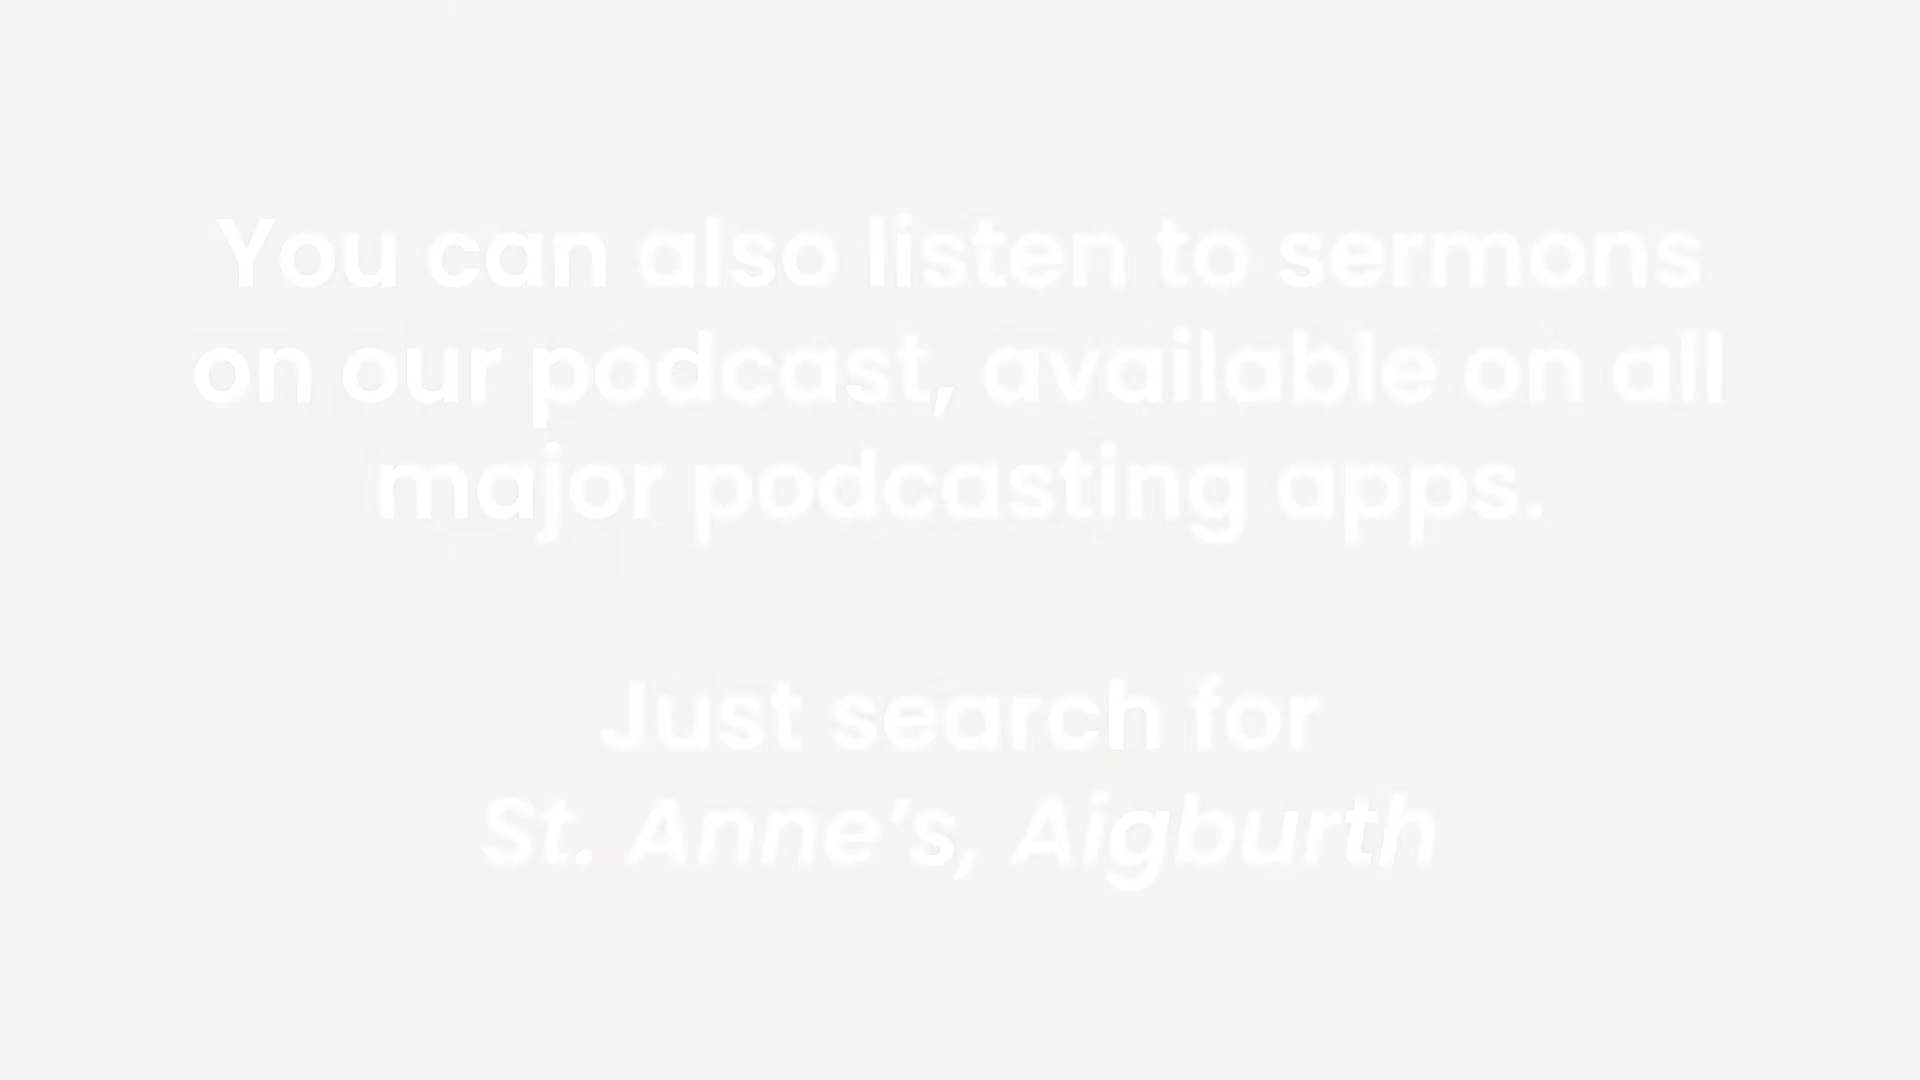 You can also listen to sermons
on our podcast, available on all
major podcasting apps.
Just search for
St. Anne’s, Aigburth